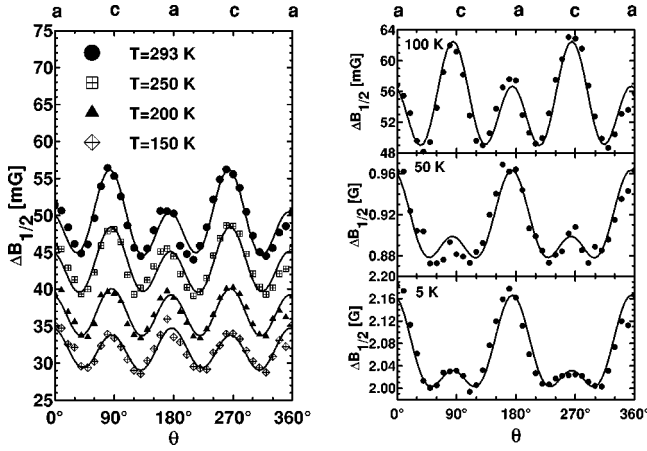 a c a c a
75
70
65
60
55
50
45
40
35
30
25
ΔB1/2 [mG]
T=293 K
T=250 K
T=200 K
T=150 K
0° 90° 180° 270° 360°
θ
a c a c a
100 K
64
60
56
52
48
ΔB1/2 [mG]
50 K
0.96
0.92
0.88
ΔB1/2 [G]
5 K
2.20
2.16
2.12
2.08
2.04
2.00
ΔB1/2 [G]
0° 90° 180° 270° 360°
θ